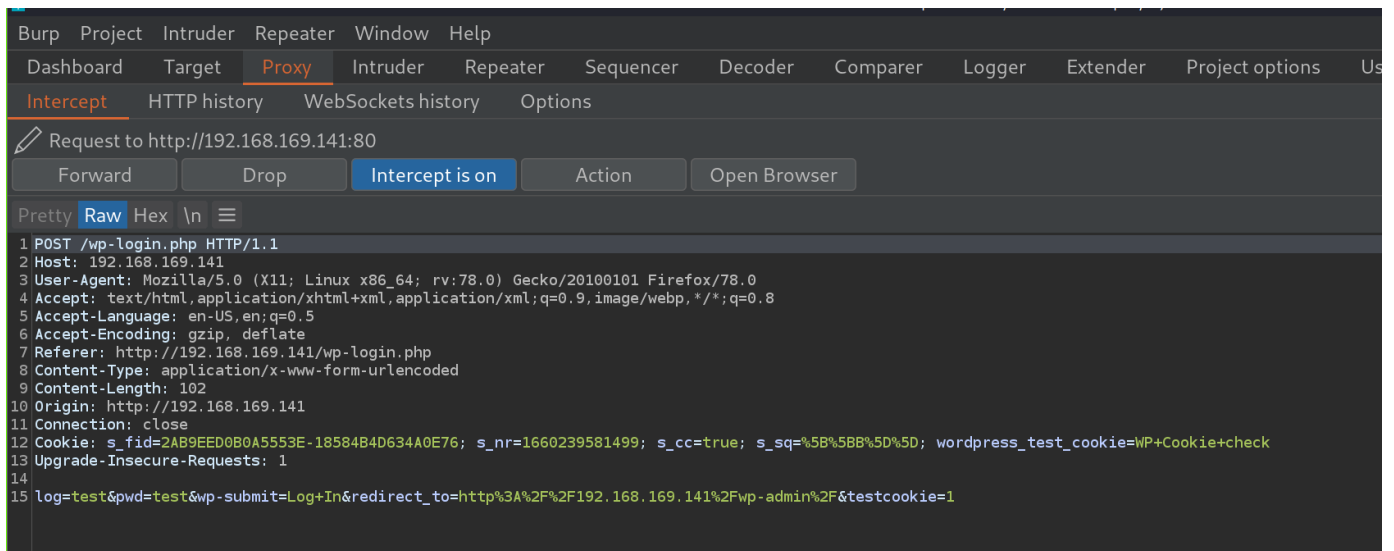 Burp Project Intruder Repeater Window Help
Dashboard Target Proxy Intruder Repeater Sequencer Decoder Comparer Logger Extender Project options Us
Intercept HTTP history WebSockets history Options
Request to http://192.168.169.141:80
Forward Drop Intercept is on Action Open Browser
Pretty Raw Hex \n
1 POST /wp-login.php HTTP/1.1
2 Host: 192.168.169.141
3 User-Agent: Mozilla/5.0 (X11; Linux x86_64; rv:78.0) Gecko/20100101 Firefox/78.0
4 Accept: text/html,application/xhtml+xml,application/xml;q=0.9,image/webp,*/*;q=0.8
5 Accept-Language: en-US,en;q=0.5
6 Accept-Encoding: gzip, deflate
7 Referer: http://192.168.169.141/wp-login.php
8 Content-Type: application/x-www-form-urlencoded
9 Content-Length: 102
10 Origin: http://192.168.169.141
11 Connection: close
12 Cookie: s_fid=2AB9EED0B0A5553E-18584B4D634A0E76; s_nr=1660239581499; s_cc=true; s_sq=%5B%5BB%5D%5D; wordpress_test_cookie=WP+Cookie+check
13 Upgrade-Insecure-Requests: 1
14
15 log=test&pwd=test&wp-submit=Log+In&redirect_to=http%3A%2F%2F192.168.169.141%2Fwp-admin%2F&testcookie=1